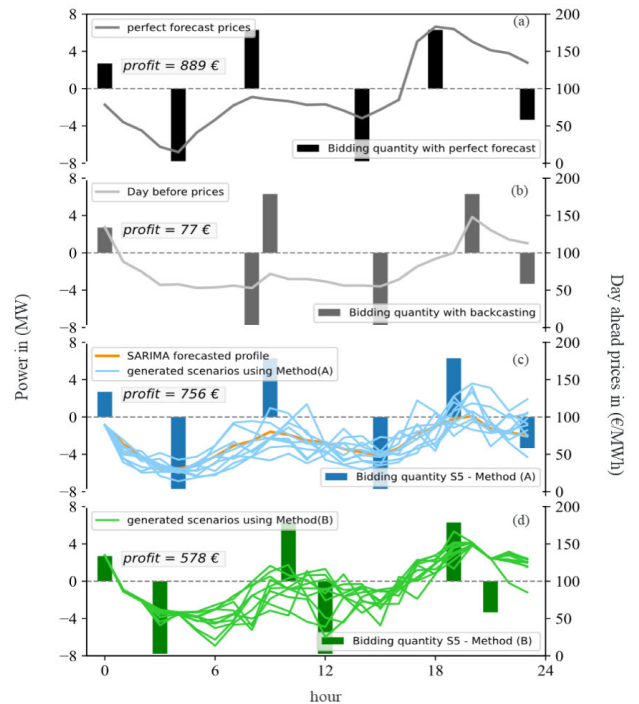 8
200
(a)
perfect forecast prices
4
150
profit = 889 €
0
100
−4
50
Bidding quantity with perfect forecast
−8
0
8
200
(b)
Day before prices
4
150
profit = 77 €
0
100
−4
50
Bidding quantity with backcasting
−8
0
8
200
SARIMA forecasted profile
(c)
generated scenarios using Method(A)
4
150
profit = 756 €
0
100
−4
50
Bidding quantity S5 - Method (A)
−8
0
8
200
generated scenarios using Method(B)
(d)
4
150
profit = 578 €
0
100
−4
50
Bidding quantity S5 - Method (B)
−8
0
0
6
12
18
24
hour
Power in (MW)
Day ahead prices in (€/MWh)